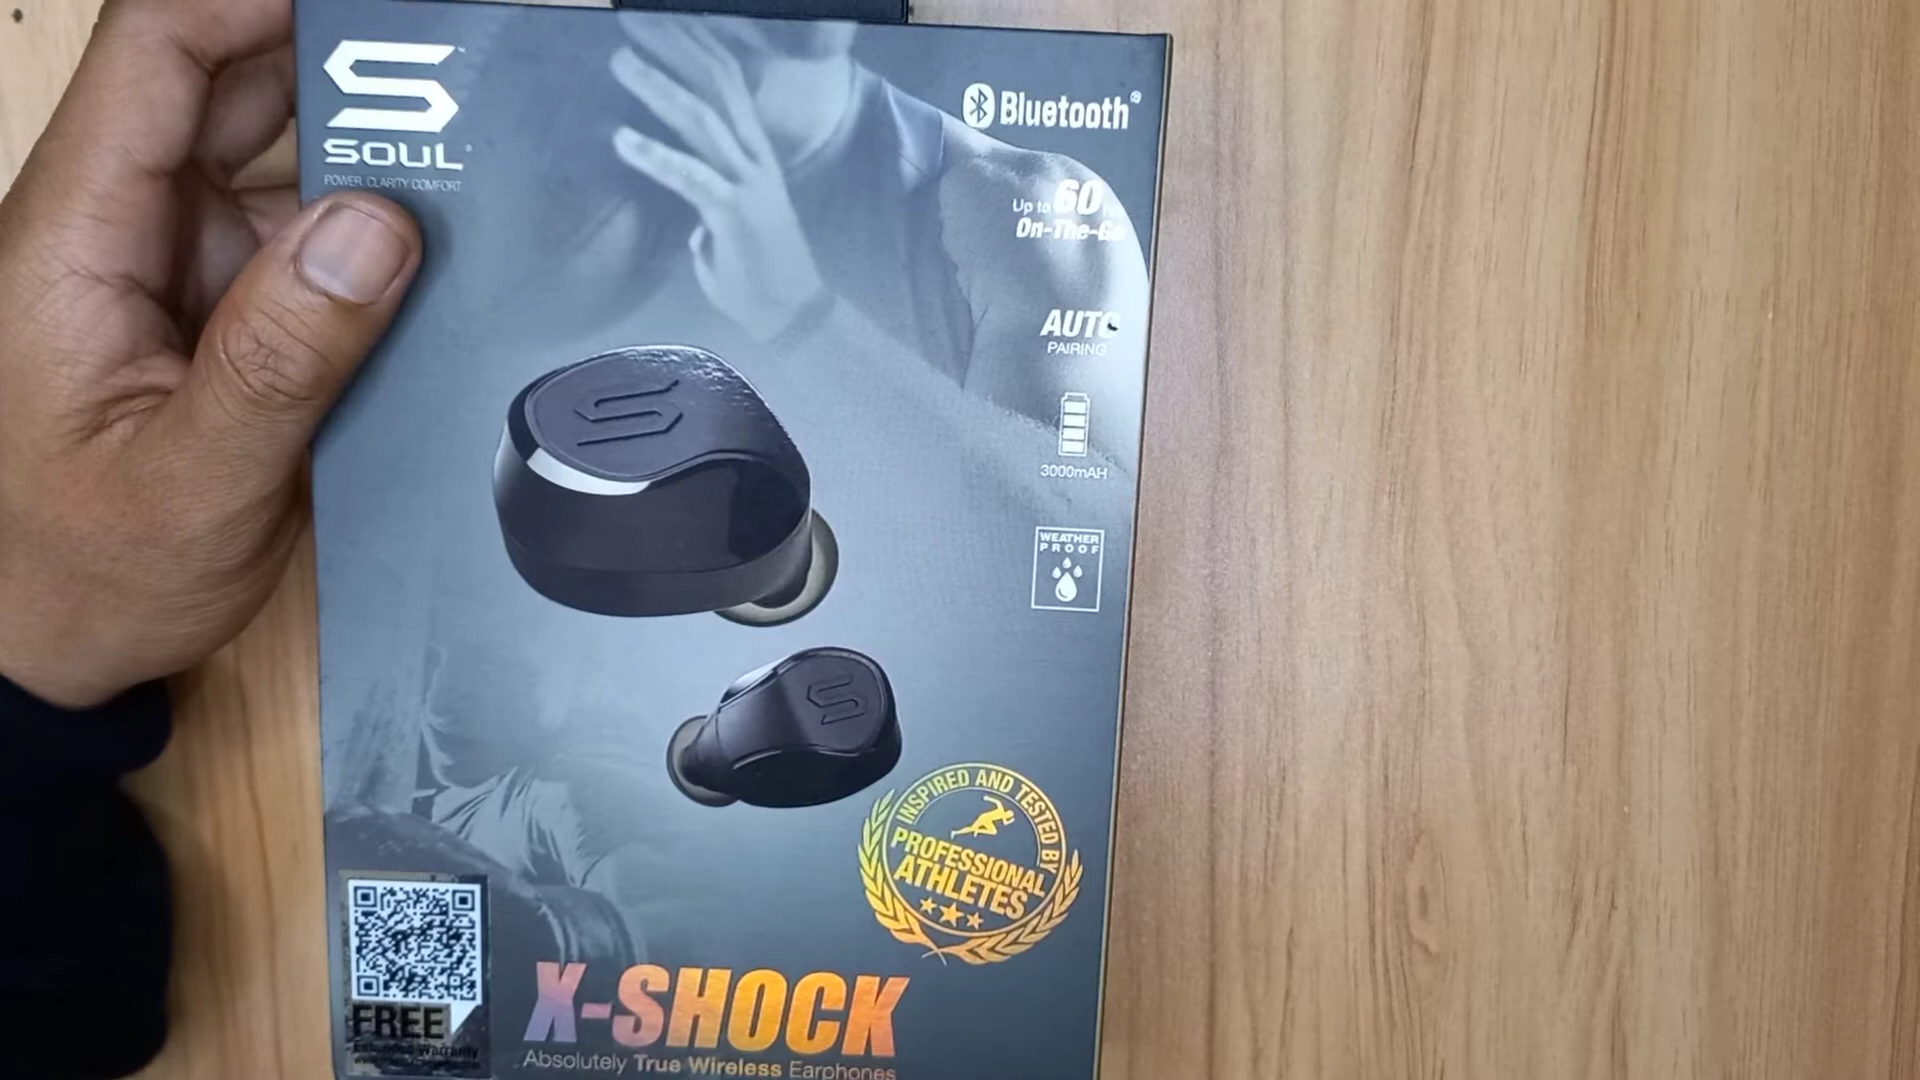 SOUL
POWER. CLARITY. COMFORT
Bluetooth®
Up to 60
On-The-Go
AUTO
PAIRING
3000mAH
WEATHER
PROOF
INSPIRED AND TESTED BY
PROFESSIONAL
ATHLETES
FREE
Warranty
X-SHOCK
Absolutely True Wireless Earphones